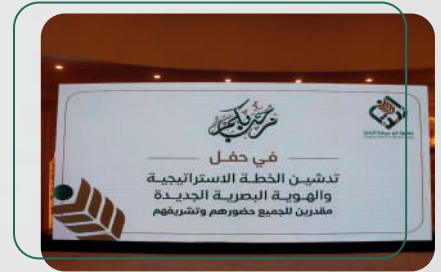 مرحبا بكم
في حفل
تدشين الخطة الاستراتيجية
والهوية البصرية الجديدة
مقدرين للجميع حضورهم وتشريفهم